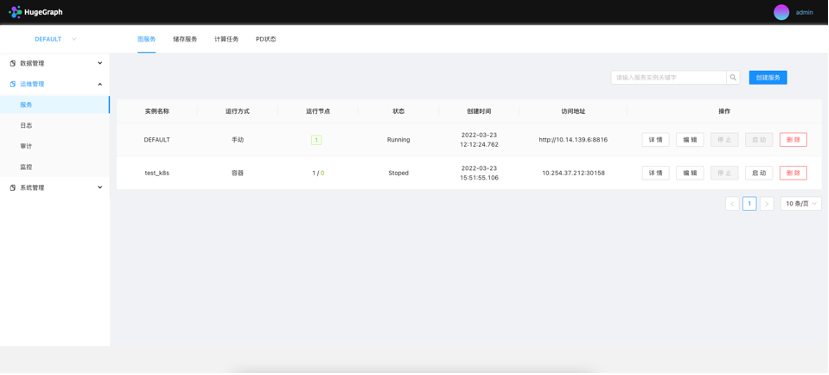 HugeGraph
admin
DEFAULT
图服务 储存服务 计算任务 PD状态
数据管理
运维管理
服务
日志
审计
监控
系统管理
请输入服务实例关键字
创建服务
实例名称 运行方式 运行节点 状态 创建时间 访问地址 操作
DEFAULT 手动 1 Running 2022-03-23 12:12:24.762 http://10.14.139.6:8816 详情 编辑 停止 启动 删除
test_k8s 容器 1 / 0 Stoped 2022-03-23 15:51:55.106 10.254.37.212:30158 详情 编辑 停止 启动 删除
1
10 条/页